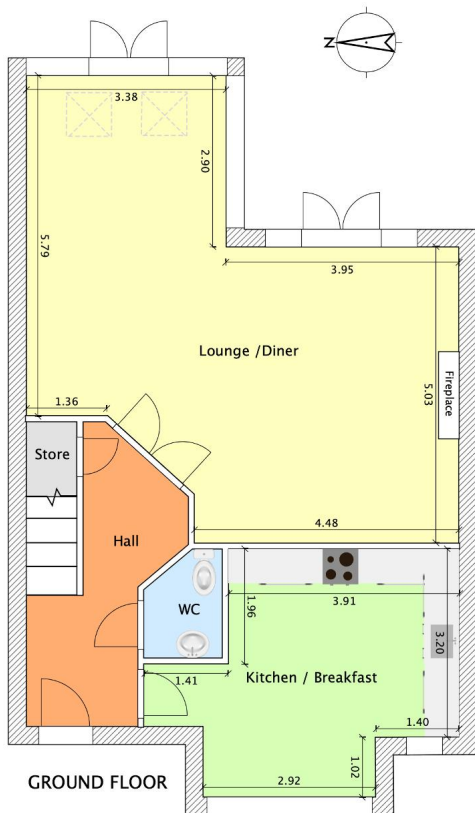 N
3.38
2.90
5.79
3.95
Lounge /Diner
Fireplace
1.36
5.03
Store
4.48
Hall
WC
1.96
3.91
3.20
1.41
Kitchen / Breakfast
1.40
1.02
GROUND FLOOR
2.92